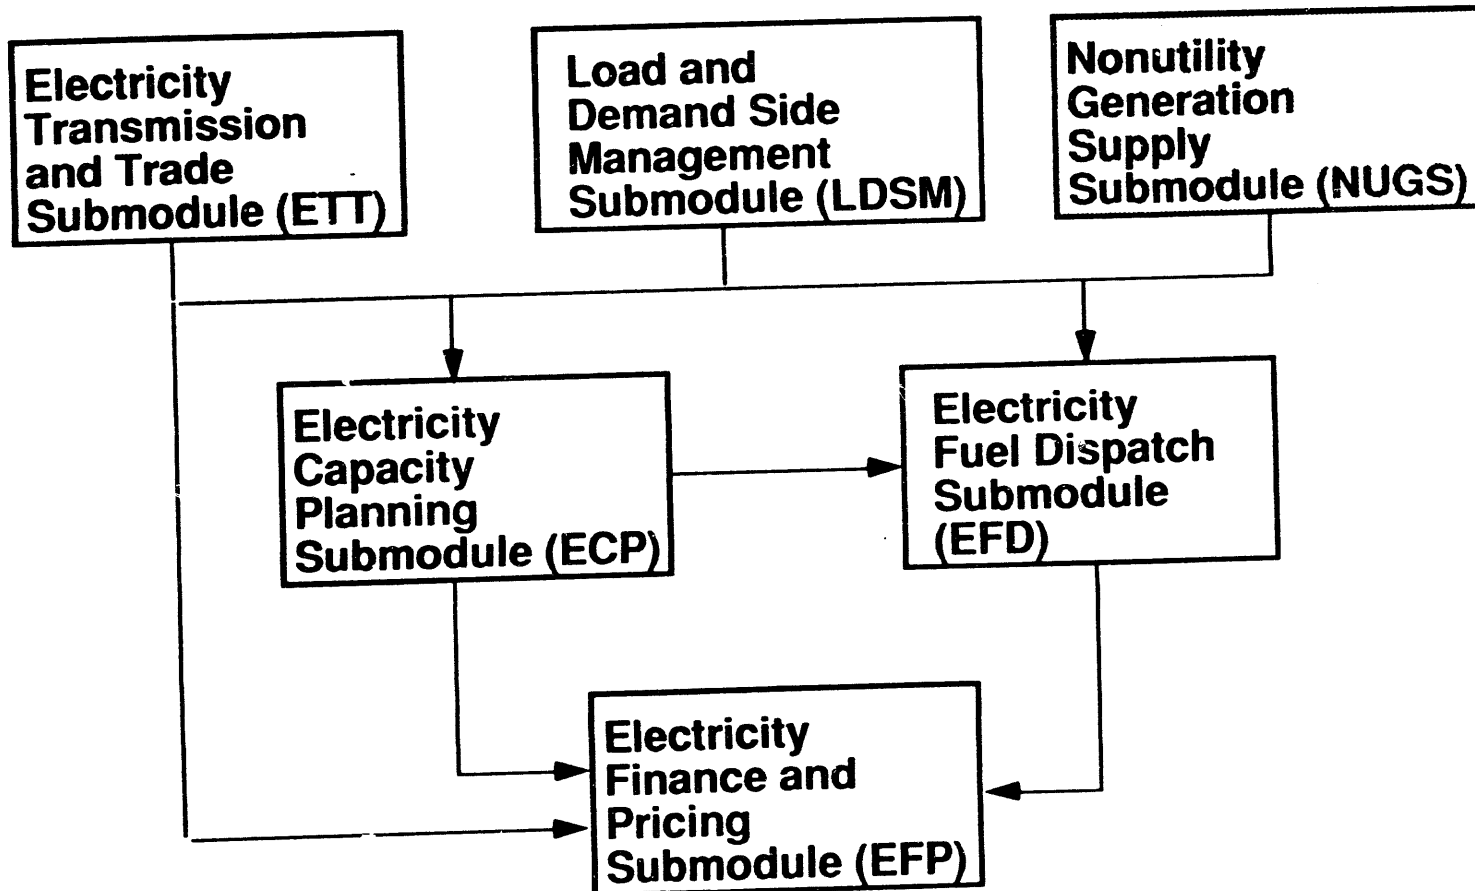 Electricity
Transmission
and Trade
Submodule (ETT)
Load and
Demand Side
Management
Submodule (LDSM)
Nonutility
Generation
Supply
Submodule (NUGS)
Electricity
Capacity
Planning
Submodule (ECP)
Electricity
Fuel Dispatch
Submodule
(EFD)
Electricity
Finance and
Pricing
Submodule (EFP)